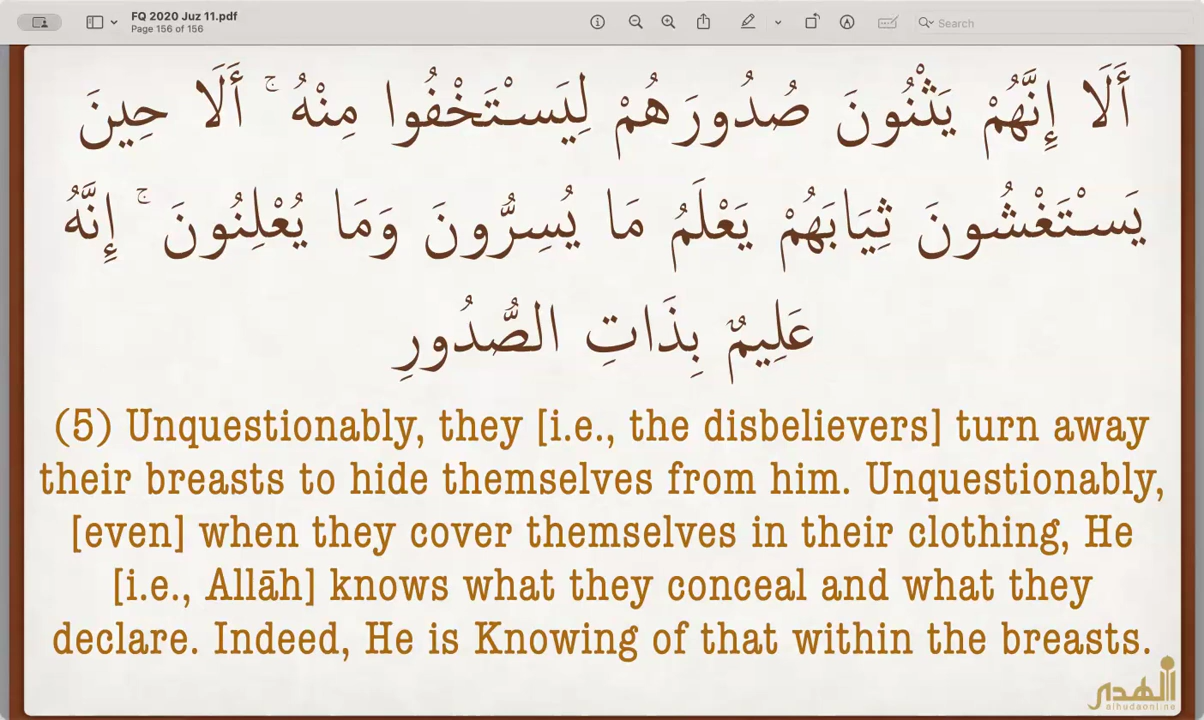 FQ 2020 Juz 11.pdf
Page 156 of 156
Search
أَلَا إِنَّهُمْ يَثْنُونَ صُدُورَهُمْ لِيَسْتَخْفُوا مِنْهُ ۚ أَلَا حِينَ
يَسْتَغْشُونَ ثِيَابَهُمْ يَعْلَمُ مَا يُسِرُّونَ وَمَا يُعْلِنُونَ ۚ إِنَّهُ
عَلِيمٌ بِذَاتِ الصُّدُورِ
(5) Unquestionably, they [i.e., the disbelievers] turn away
their breasts to hide themselves from him. Unquestionably,
[even] when they cover themselves in their clothing, He
[i.e., Allāh] knows what they conceal and what they
declare. Indeed, He is Knowing of that within the breasts.
الهدى
alhudaonline